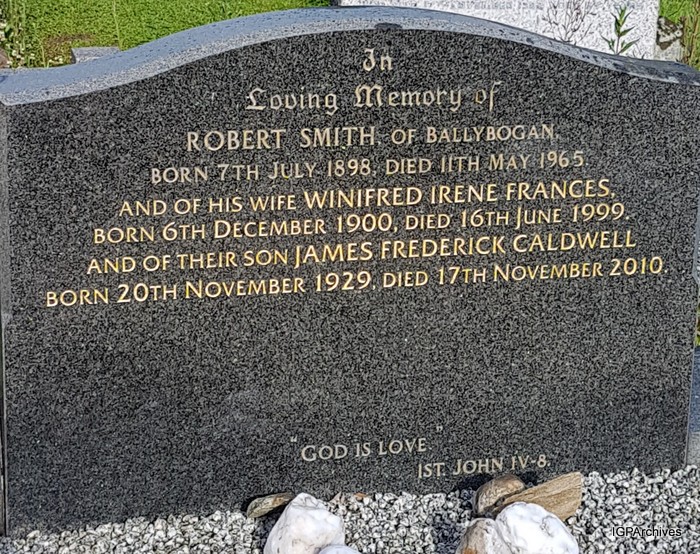 In
Loving Memory of
ROBERT SMITH OF BALLYBOGAN.
BORN 7TH JULY 1898, DIED 11TH MAY 1965.
AND OF HIS WIFE WINIFRED IRENE FRANCES,
BORN 6TH DECEMBER 1900, DIED 16TH JUNE 1999.
AND OF THEIR SON JAMES FREDERICK CALDWELL
BORN 20TH NOVEMBER 1929. DIED 17TH NOVEMBER 2010.
"GOD IS LOVE."
1ST. JOHN IV-8.
IGPArchives